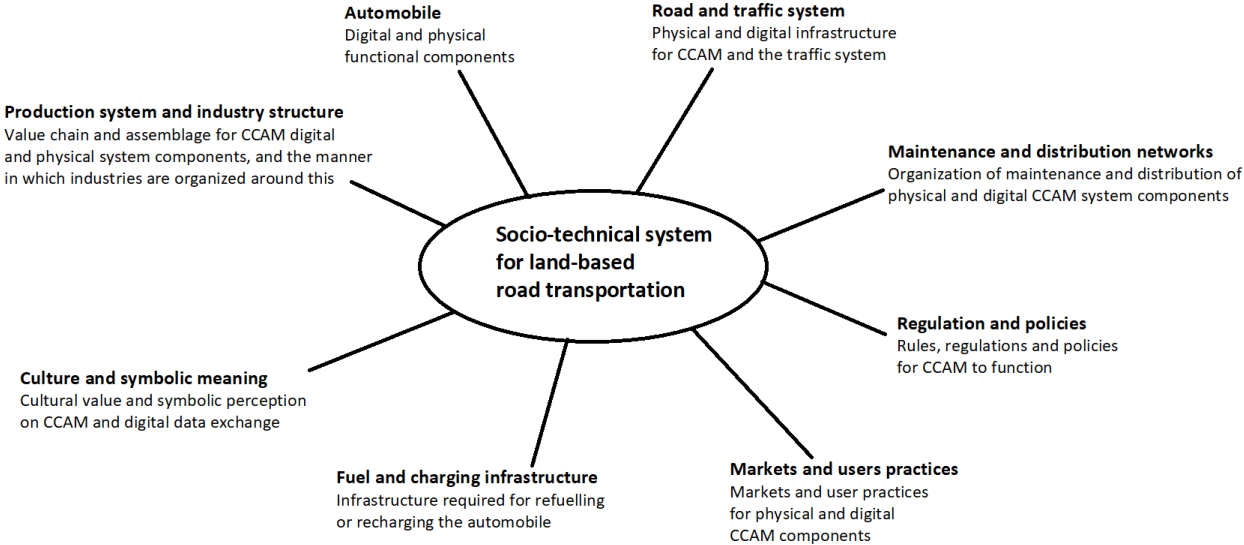 Automobile
Digital and physical
functional components
Road and traffic system
Physical and digital infrastructure
for CCAM and the traffic system
Production system and industry structure
Value chain and assemblage for CCAM digital
and physical system components, and the manner
in which industries are organized around this
Maintenance and distribution networks
Organization of maintenance and distribution of
physical and digital CCAM system components
Socio-technical system
for land-based
road transportation
Regulation and policies
Rules, regulations and policies
for CCAM to function
Culture and symbolic meaning
Cultural value and symbolic perception
on CCAM and digital data exchange
Fuel and charging infrastructure
Infrastructure required for refuelling
or recharging the automobile
Markets and users practices
Markets and user practices
for physical and digital
CCAM components